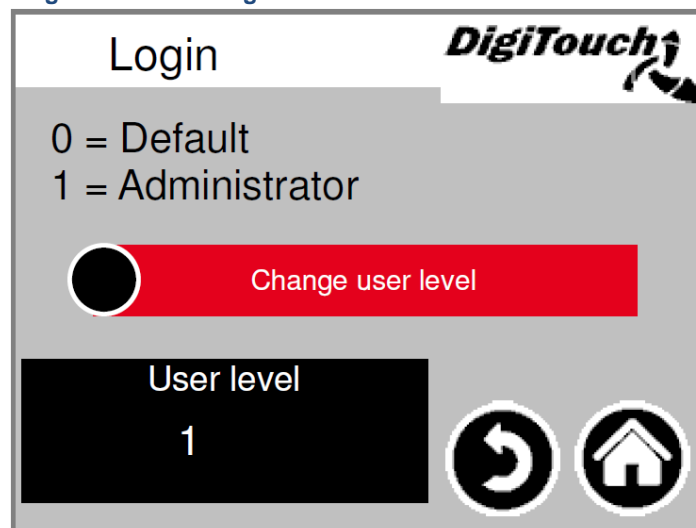 Login
DigiTouch
0 = Default
1 = Administrator
Change user level
User level
1